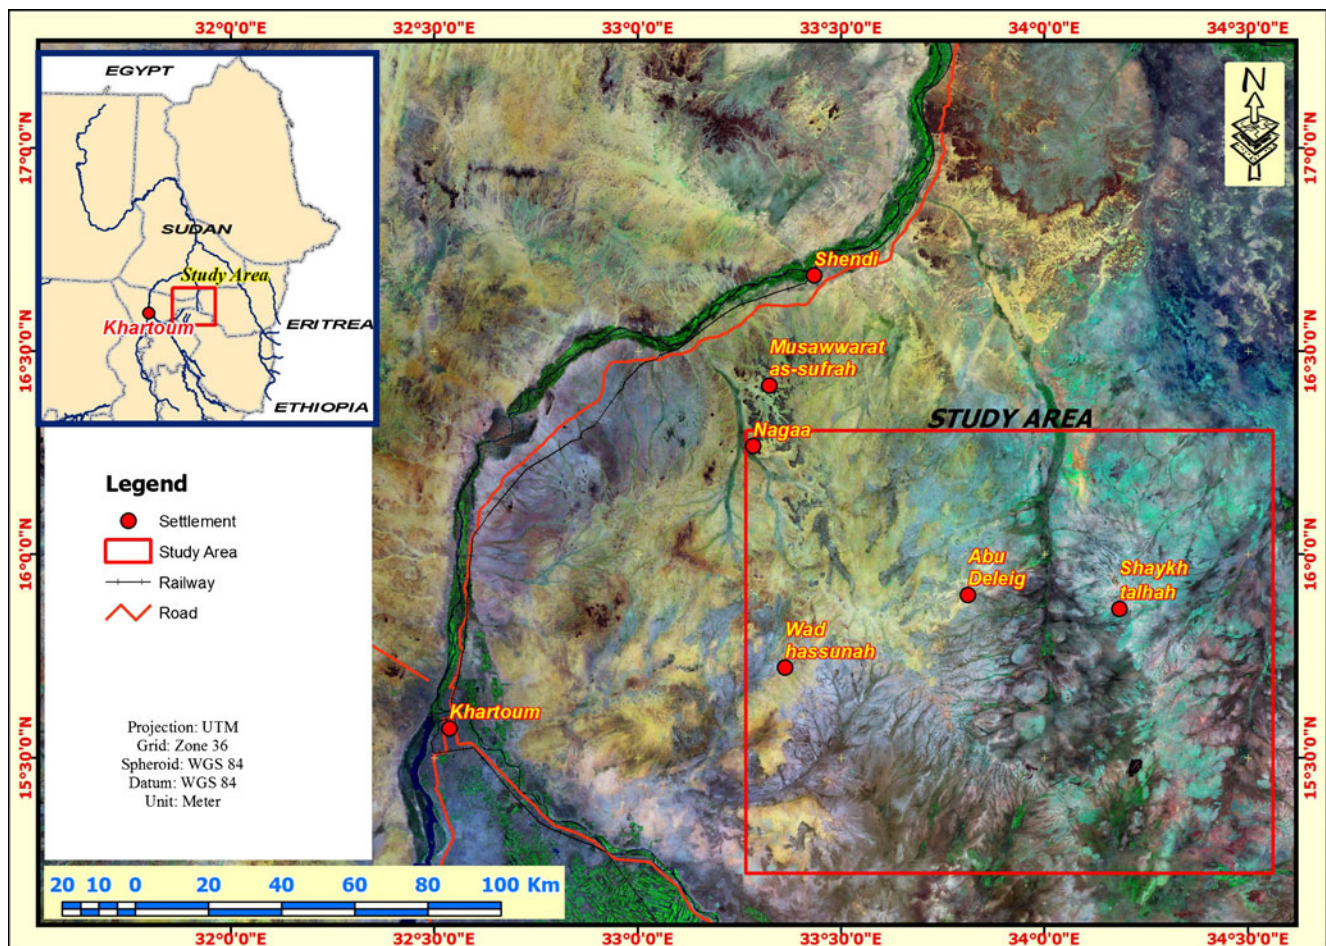 32°0'0"E
32°30'0"E
33°0'0"E
33°30'0"E
34°0'0"E
34°30'0"E
EGYPT
SUDAN
Study Area
Khartoum
ERITREA
ETHIOPIA
N
17°0'0"N
17°0'0"N
16°30'0"N
16°30'0"N
16°0'0"N
16°0'0"N
15°30'0"N
15°30'0"N
Shendi
Musawwarat
as-sufrah
STUDY AREA
Nagaa
Abu
Deleig
Shaykh
talhah
Wad
hassunah
Khartoum
Legend
Settlement
Study Area
Railway
Road
Projection: UTM
Grid: Zone 36
Spheroid: WGS 84
Datum: WGS 84
Unit: Meter
20 10 0 20 40 60 80 100 Km
32°0'0"E
32°30'0"E
33°0'0"E
33°30'0"E
34°0'0"E
34°30'0"E